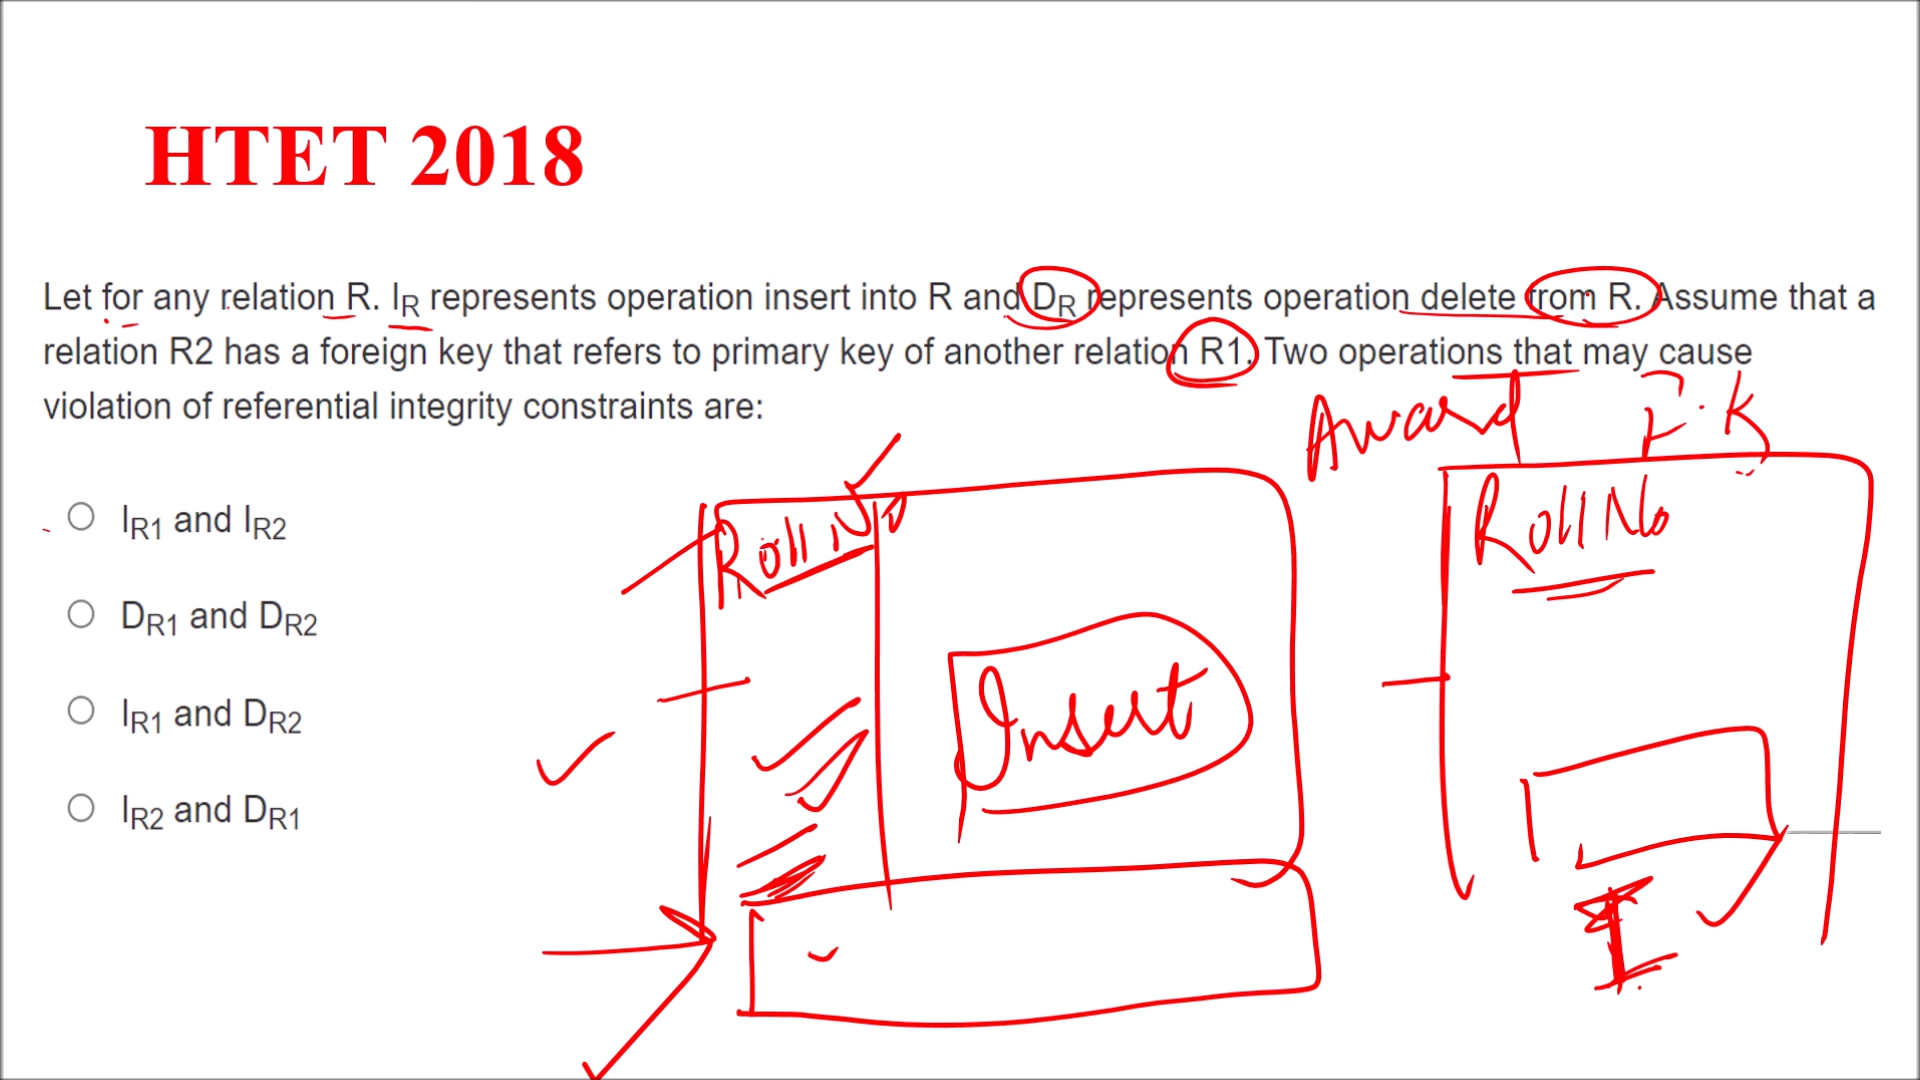 HTET 2018
Let for any relation R. IR represents operation insert into R and DR represents operation delete from R. Assume that a
relation R2 has a foreign key that refers to primary key of another relation R1. Two operations that may cause
violation of referential integrity constraints are:
Award F.K
IR1 and IR2
Roll No
Roll No
DR1 and DR2
IR1 and DR2
Insert
IR2 and DR1
I